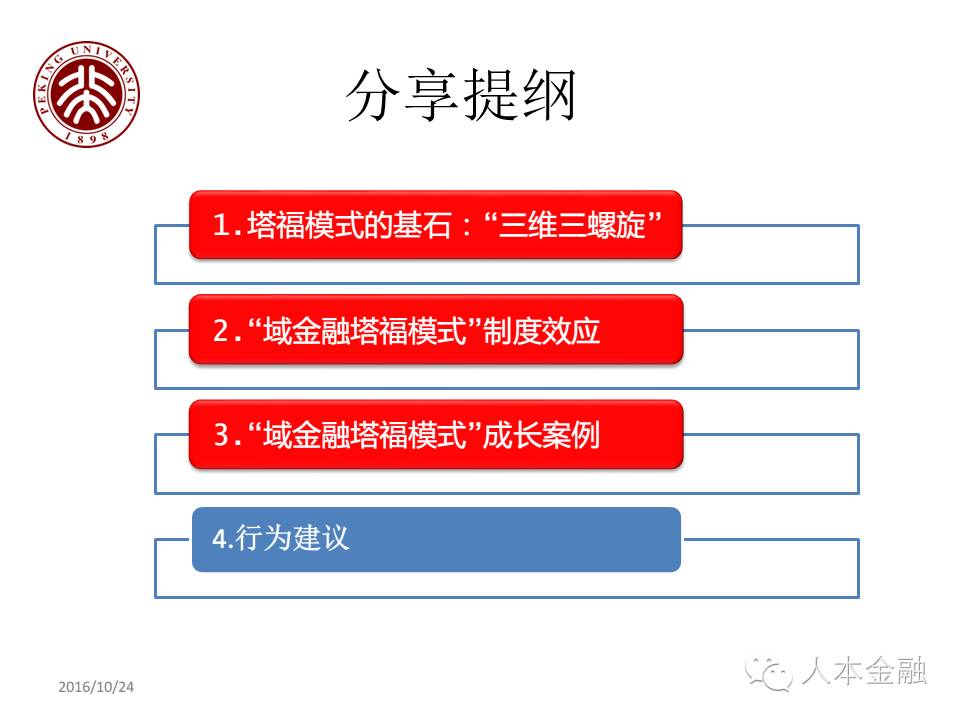 PEKING UNIVERSITY
1898
分享提纲
1.塔福模式的基石：“三维三螺旋”
2.“域金融塔福模式”制度效应
3.“域金融塔福模式”成长案例
4.行为建议
2016/10/24
人本金融